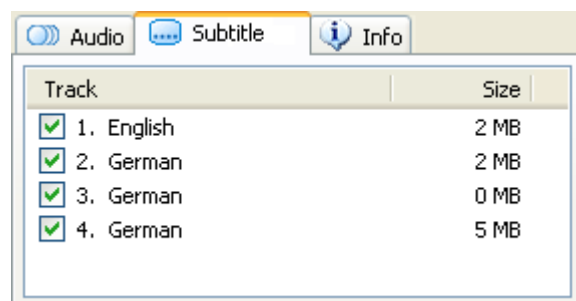 Audio Subtitle Info
Track Size
1. English 2 MB
2. German 2 MB
3. German 0 MB
4. German 5 MB